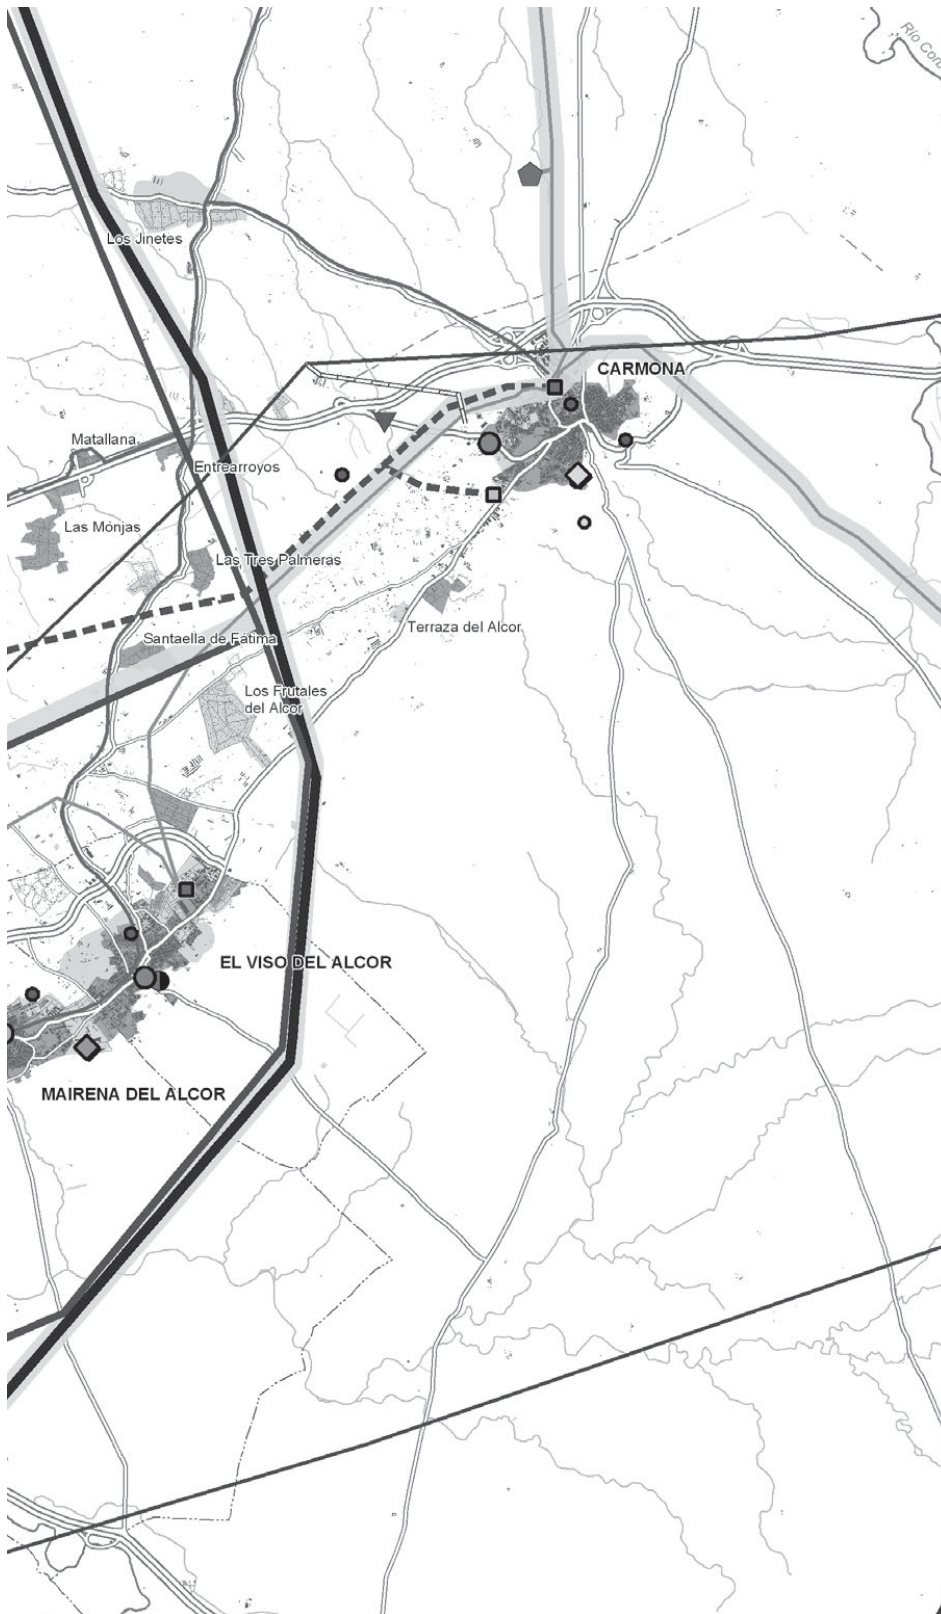 Río Corb
Los Jinetes
CARMONA
Matallana
Entrearroyos
Las Monjas
Las Tres Palmeras
Terraza del Alcor
Santaella de Fátima
Los Frutales
del Alcor
EL VISO DEL ALCOR
MAIRENA DEL ALCOR